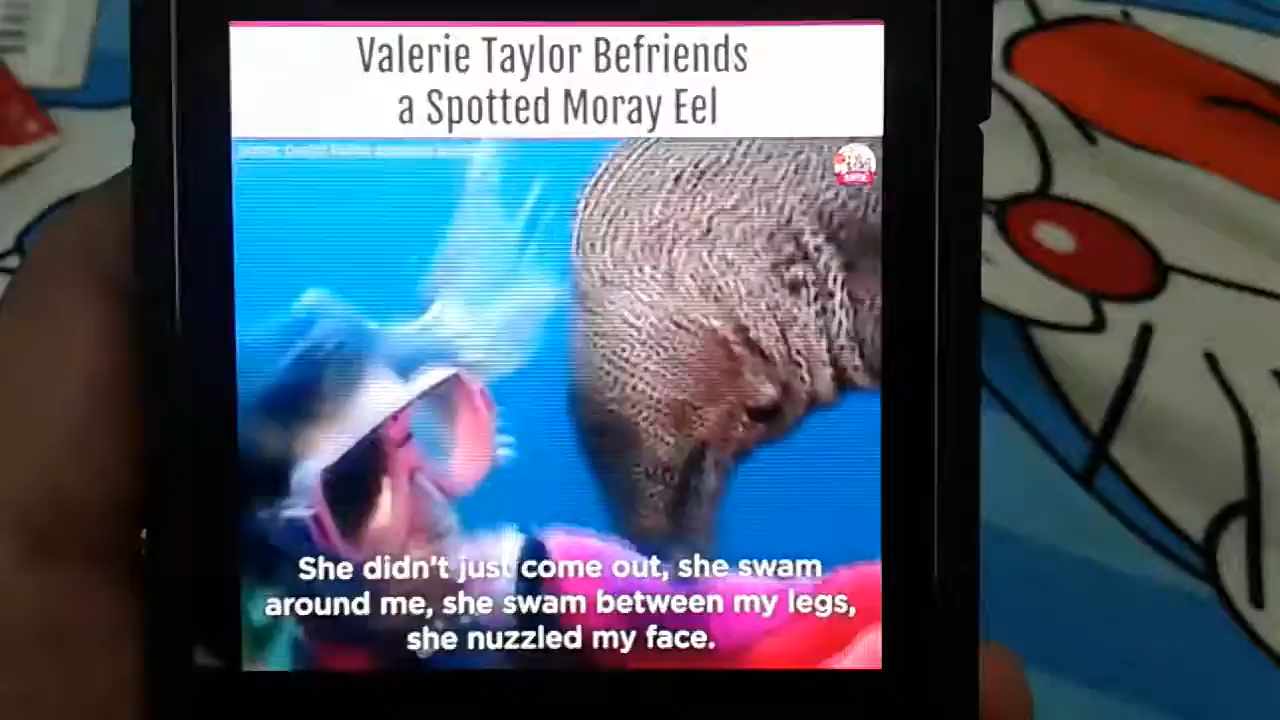 Valerie Taylor Befriends
a Spotted Moray Eel
She didn't just come out, she swam
around me, she swam between my legs,
she nuzzled my face.